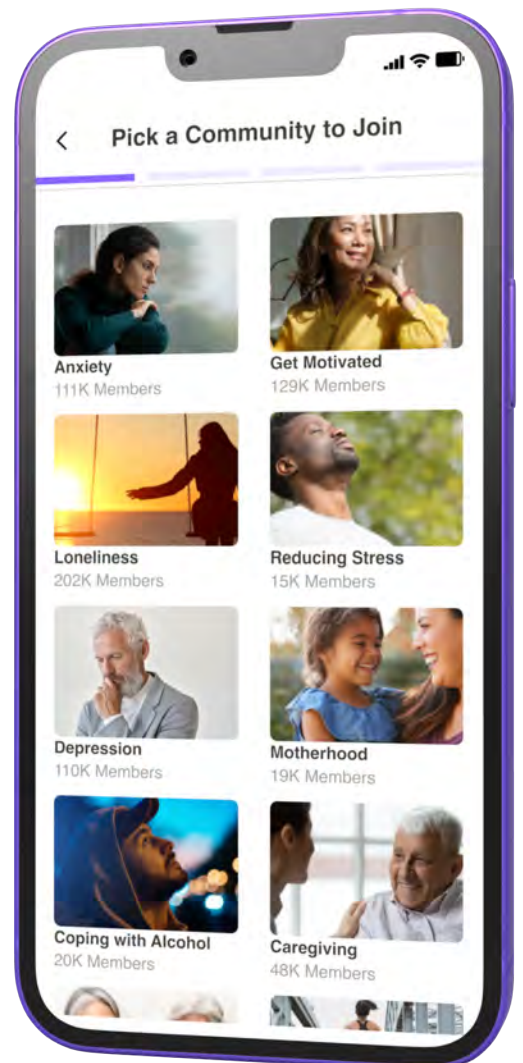 Pick a Community to Join
Anxiety
111K Members
Get Motivated
129K Members
Loneliness
202K Members
Reducing Stress
15K Members
Depression
110K Members
Motherhood
19K Members
Coping with Alcohol
20K Members
Caregiving
48K Members